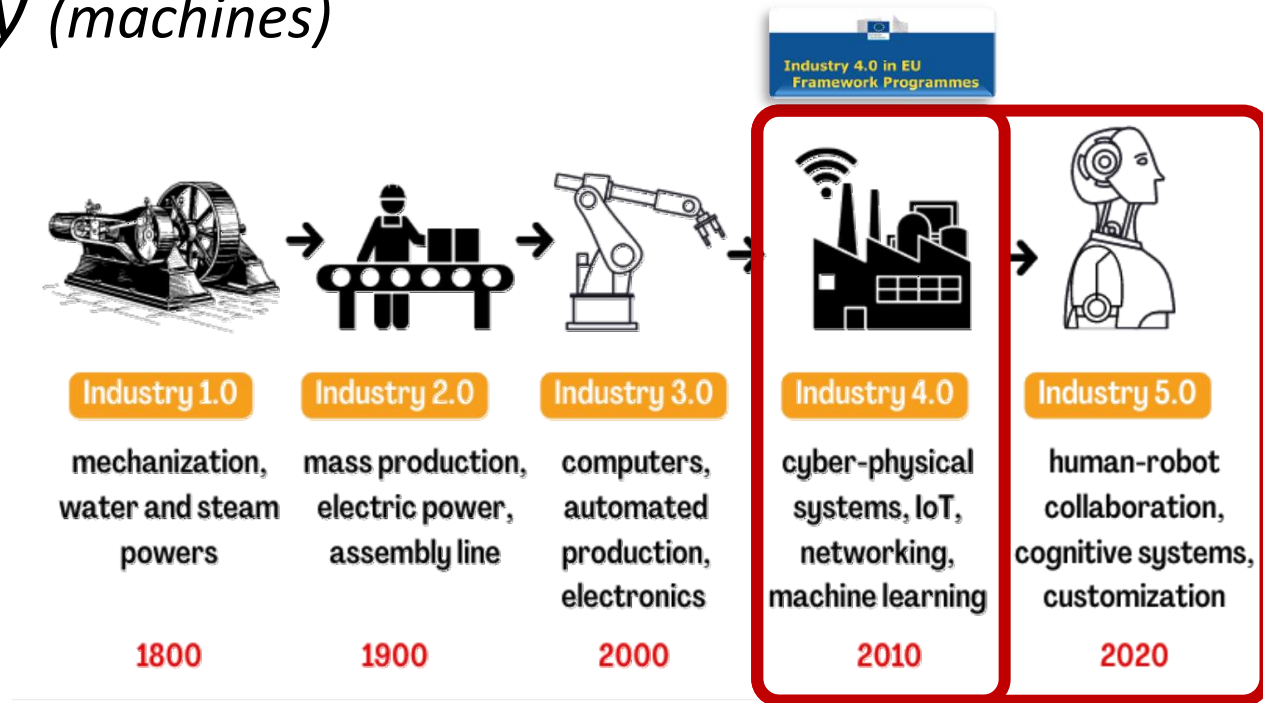 y (machines)
Industry 4.0 in EU
Framework Programmes
Industry 1.0
mechanization,
water and steam
powers
1800
Industry 2.0
mass production,
electric power,
assembly line
1900
Industry 3.0
computers,
automated
production,
electronics
2000
Industry 4.0
cyber-physical
systems, IoT,
networking,
machine learning
2010
Industry 5.0
human-robot
collaboration,
cognitive systems,
customization
2020